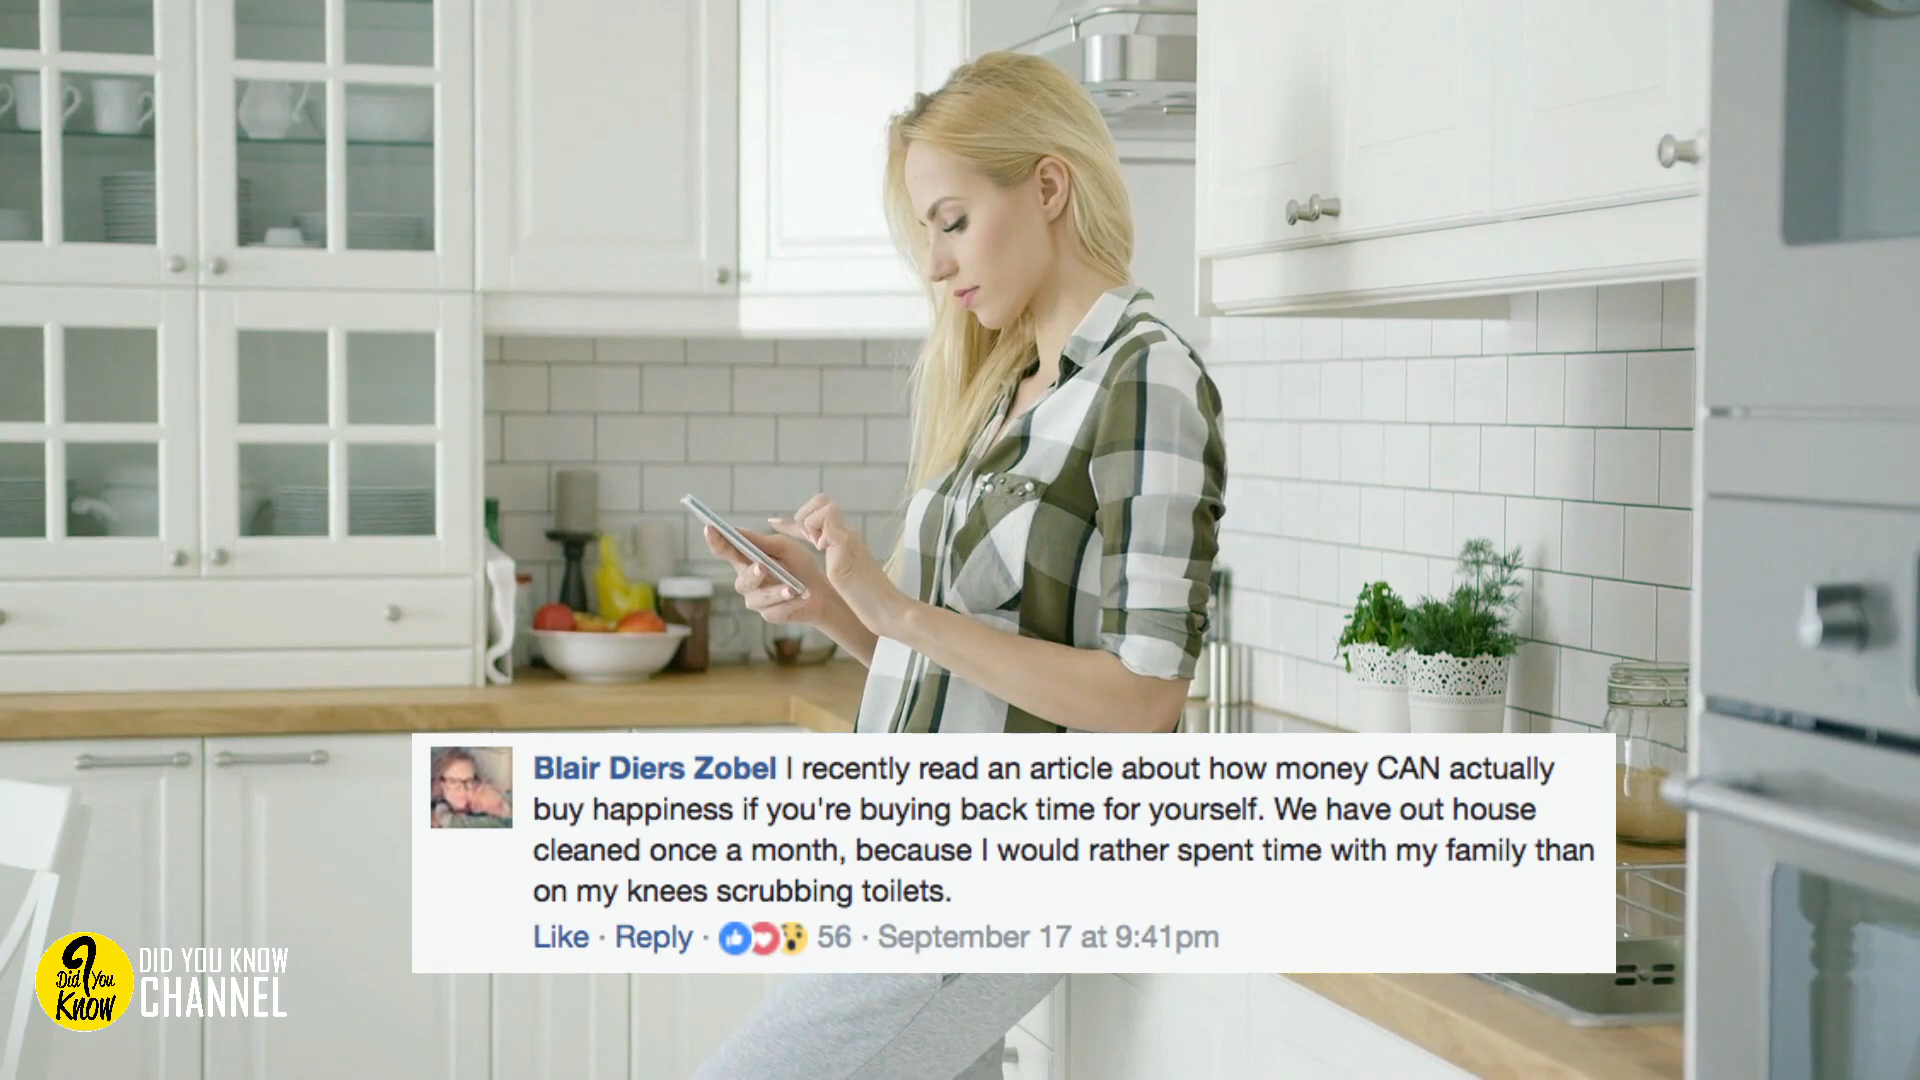 Blair Diers Zobel I recently read an article about how money CAN actually
buy happiness if you're buying back time for yourself. We have out house
cleaned once a month, because I would rather spent time with my family than
on my knees scrubbing toilets.
Like · Reply · 56 · September 17 at 9:41pm
Did You
Know
DID YOU KNOW
CHANNEL